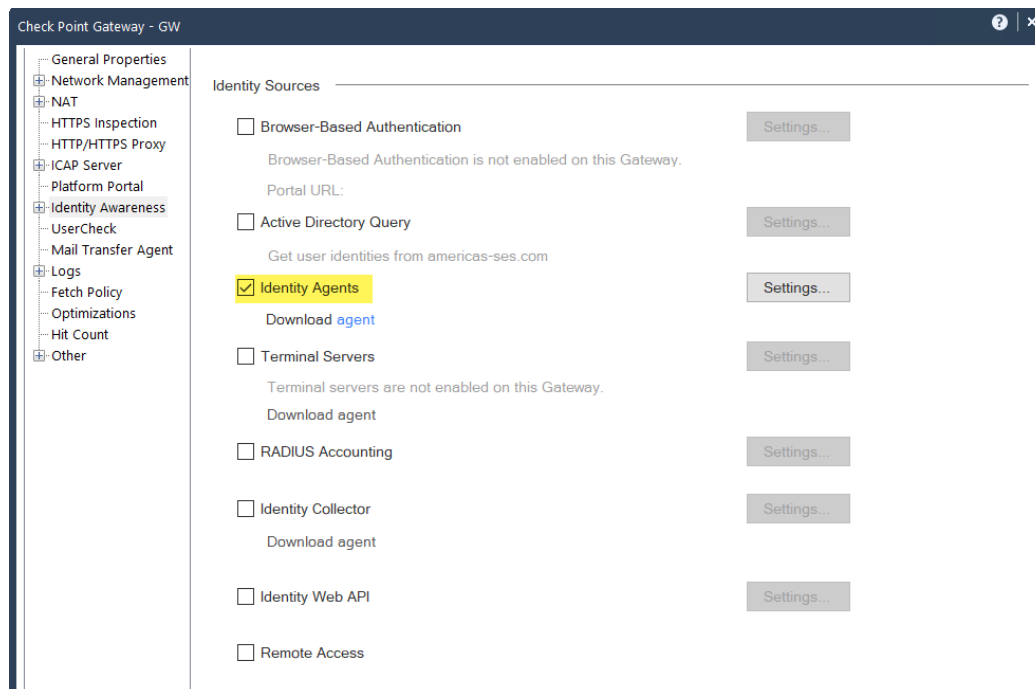 Check Point Gateway - GW
General Properties
Network Management
NAT
HTTPS Inspection
HTTP/HTTPS Proxy
ICAP Server
Platform Portal
Identity Awareness
UserCheck
Mail Transfer Agent
Logs
Fetch Policy
Optimizations
Hit Count
Other
Identity Sources
Browser-Based Authentication Settings...
Browser-Based Authentication is not enabled on this Gateway.
Portal URL:
Active Directory Query Settings...
Get user identities from americas-ses.com
Identity Agents Settings...
Download agent
Terminal Servers Settings...
Terminal servers are not enabled on this Gateway.
Download agent
RADIUS Accounting Settings...
Identity Collector Settings...
Download agent
Identity Web API Settings...
Remote Access